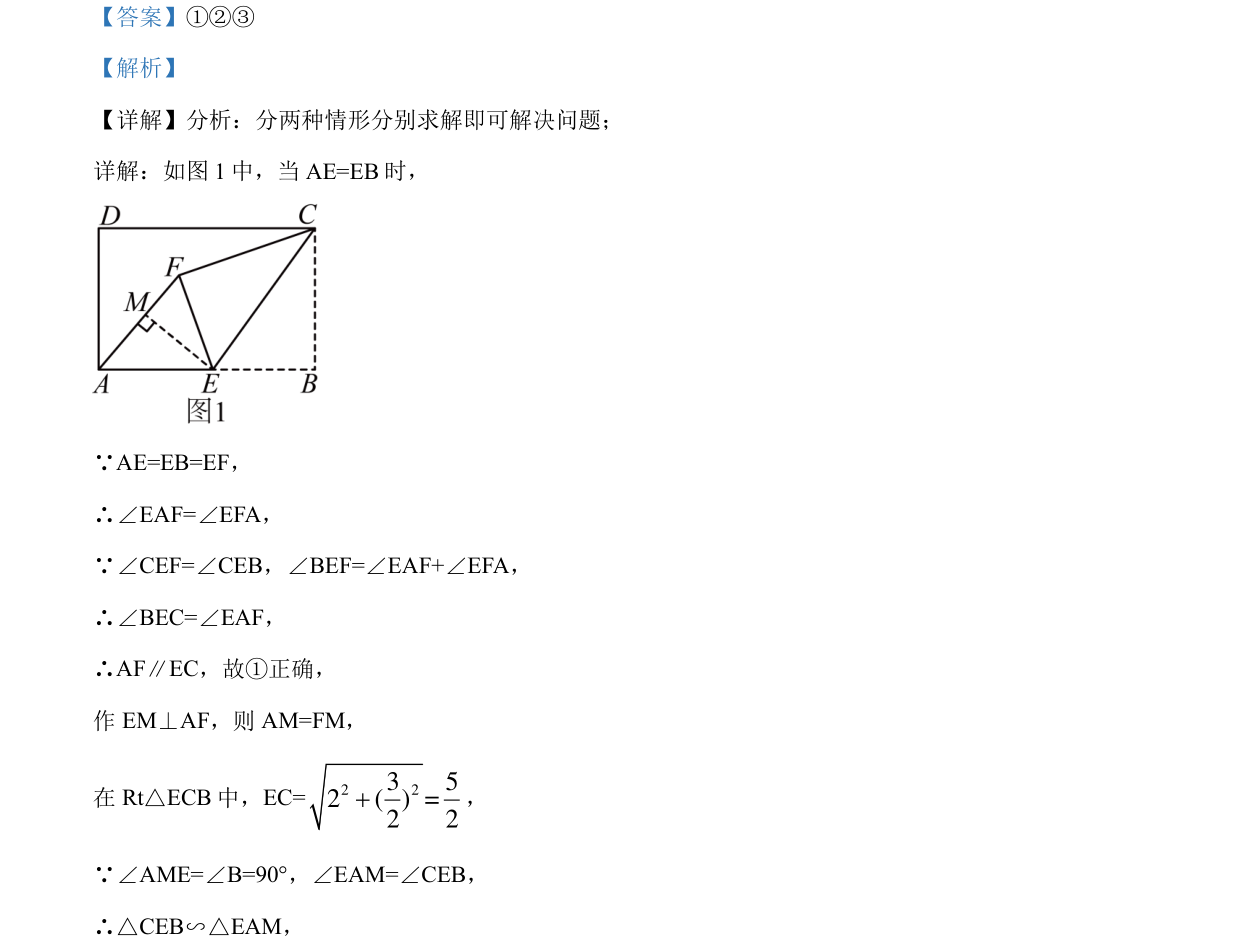 【答案】①②③
【解析】
【详解】分析：分两种情形分别求解即可解决问题；
详解：如图 1 中，当 AE=EB 时，
D C
F
M
A E B
图1
∵AE=EB=EF，
∴∠EAF=∠EFA，
∵∠CEF=∠CEB，∠BEF=∠EAF+∠EFA，
∴∠BEC=∠EAF，
∴AF∥EC，故①正确，
作 EM⊥AF，则 AM=FM，
在 Rt△ECB 中，EC=√(2²+(3/2)²)=5/2，
∵∠AME=∠B=90°，∠EAM=∠CEB，
∴△CEB∽△EAM，